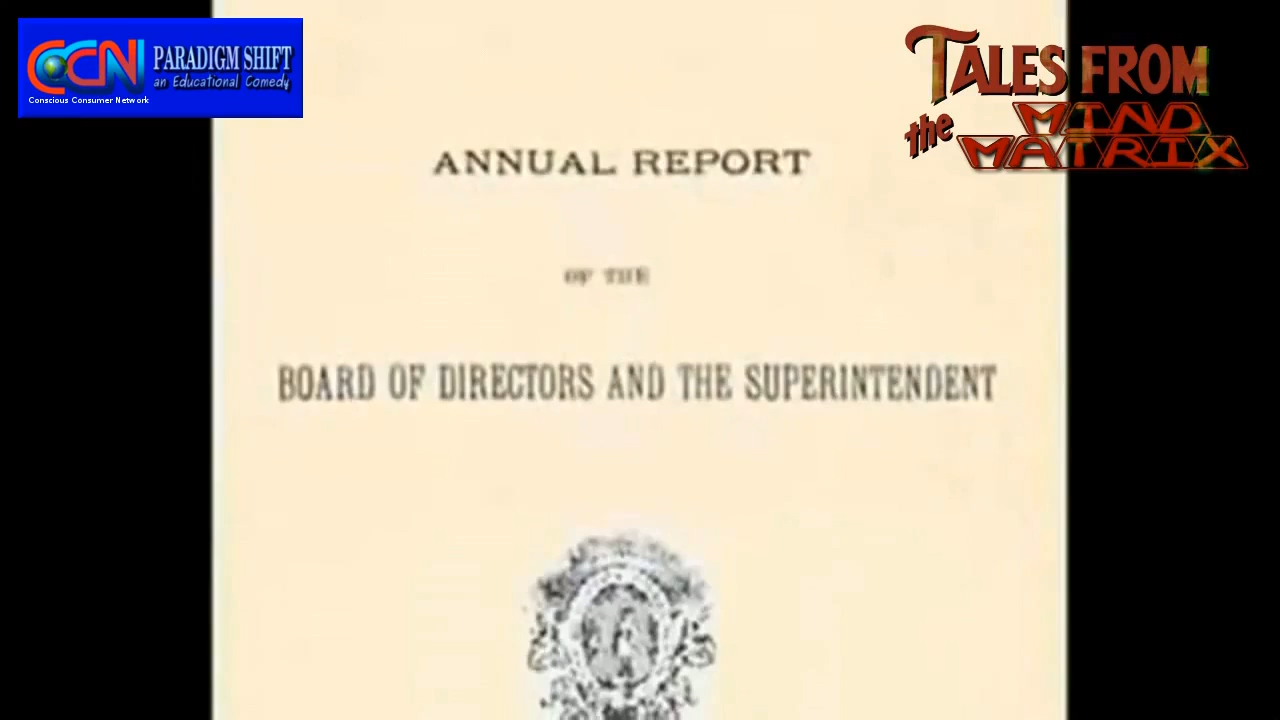 CCN PARADIGM SHIFT
an Educational Comedy
Conscious Consumer Network
TALES FROM
the MIND
MATRIX
ANNUAL REPORT
OF THE
BOARD OF DIRECTORS AND THE SUPERINTENDENT